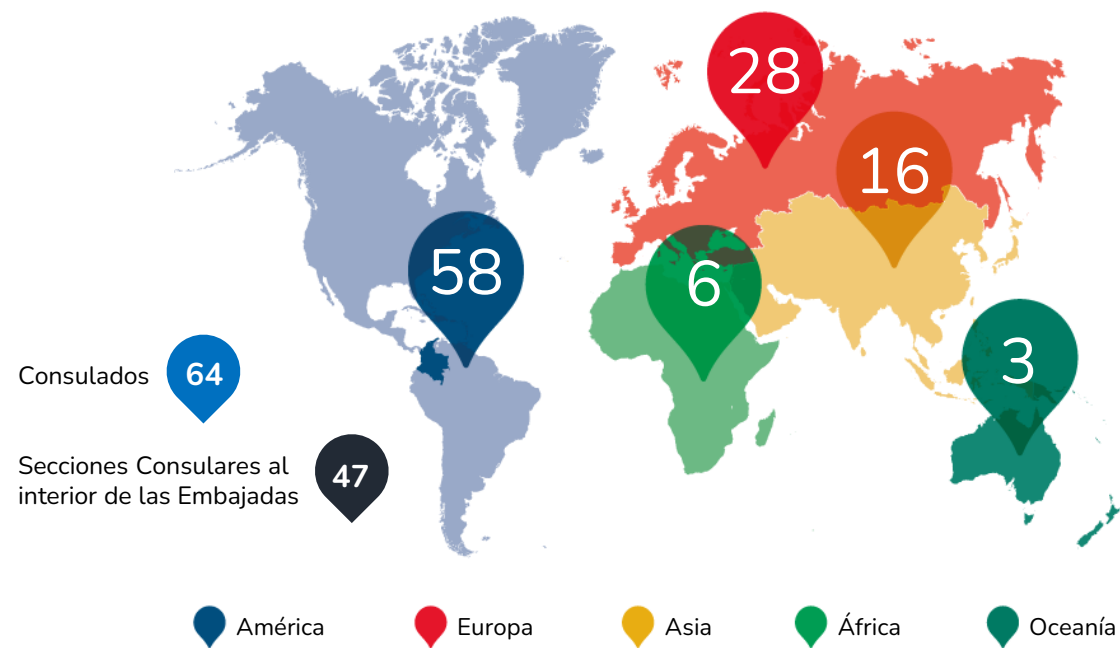 28
16
58
6
3
Consulados
64
Secciones Consulares al
interior de las Embajadas
47
América
Europa
Asia
África
Oceanía